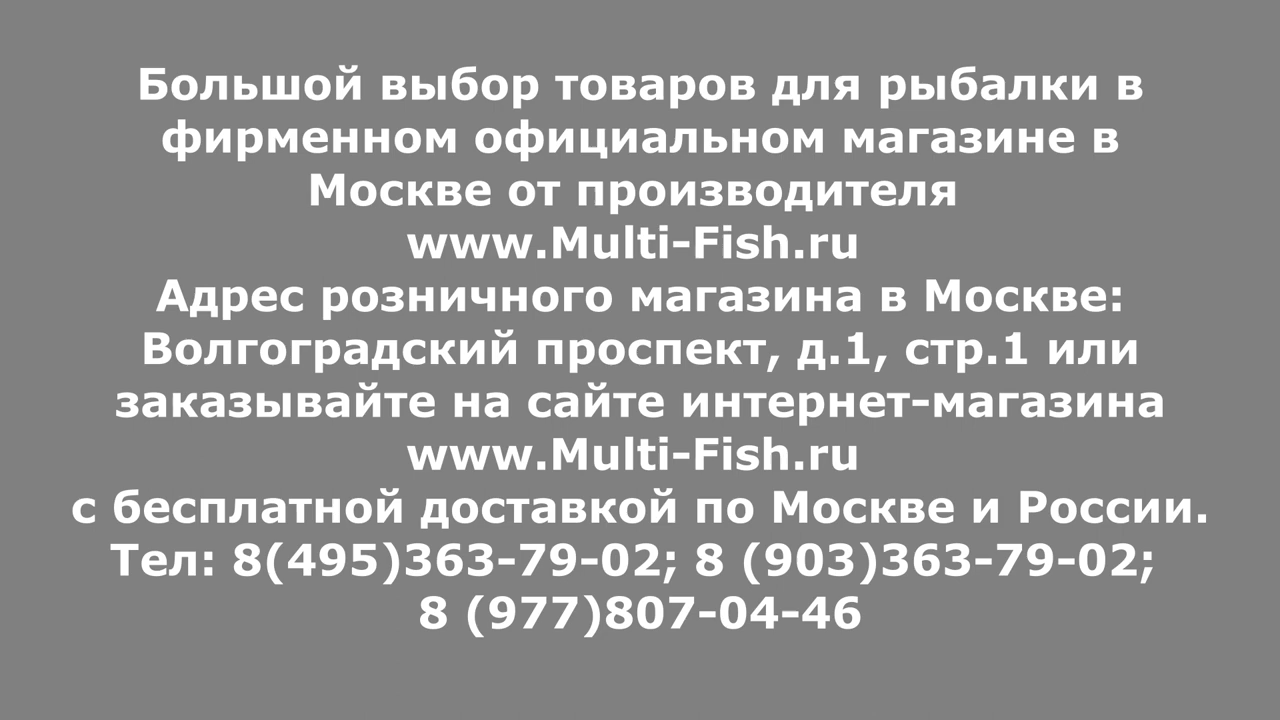 Большой выбор товаров для рыбалки в
фирменном официальном магазине в
Москве от производителя
www.Multi-Fish.ru
Адрес розничного магазина в Москве:
Волгоградский проспект, д.1, стр.1 или
заказывайте на сайте интернет-магазина
www.Multi-Fish.ru
с бесплатной доставкой по Москве и России.
Тел: 8(495)363-79-02; 8 (903)363-79-02;
8 (977)807-04-46